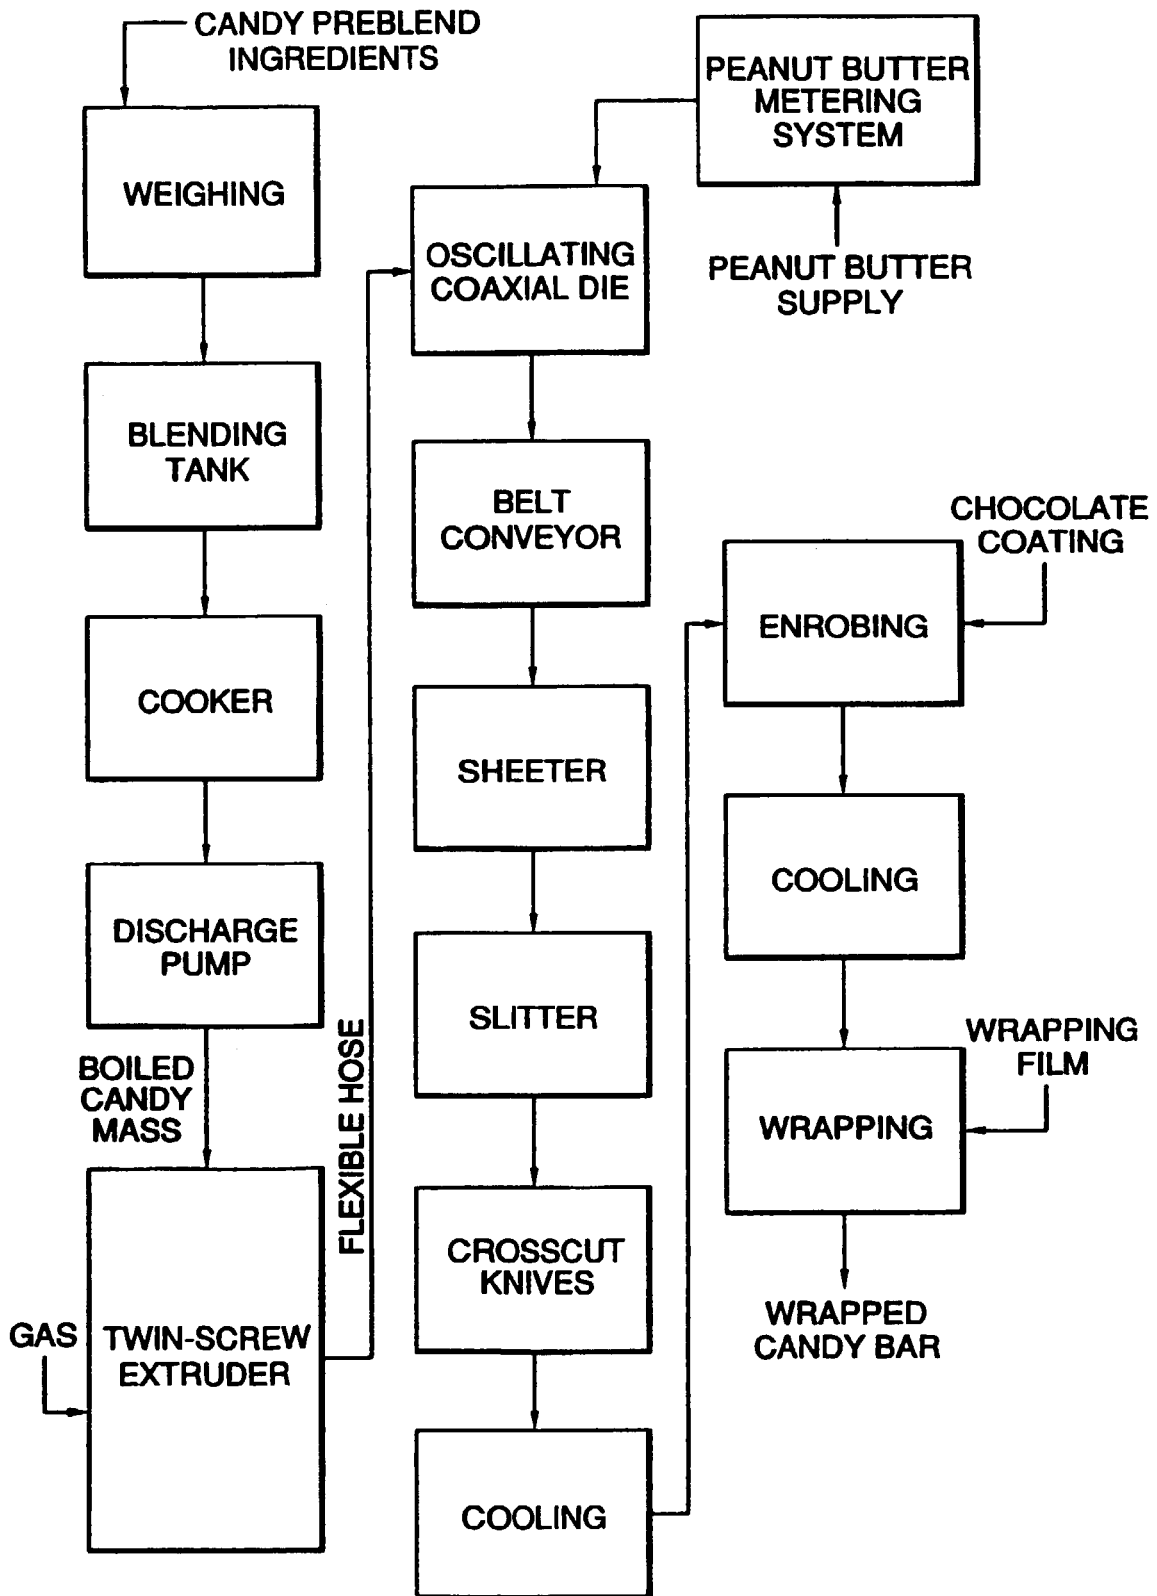 CANDY PREBLEND
INGREDIENTS
WEIGHING
BLENDING
TANK
COOKER
DISCHARGE
PUMP
BOILED
CANDY
MASS
GAS
TWIN-SCREW
EXTRUDER
FLEXIBLE HOSE
PEANUT BUTTER
METERING
SYSTEM
PEANUT BUTTER
SUPPLY
OSCILLATING
COAXIAL DIE
BELT
CONVEYOR
SHEETER
SLITTER
CROSSCUT
KNIVES
COOLING
CHOCOLATE
COATING
ENROBING
COOLING
WRAPPING
FILM
WRAPPING
WRAPPED
CANDY BAR